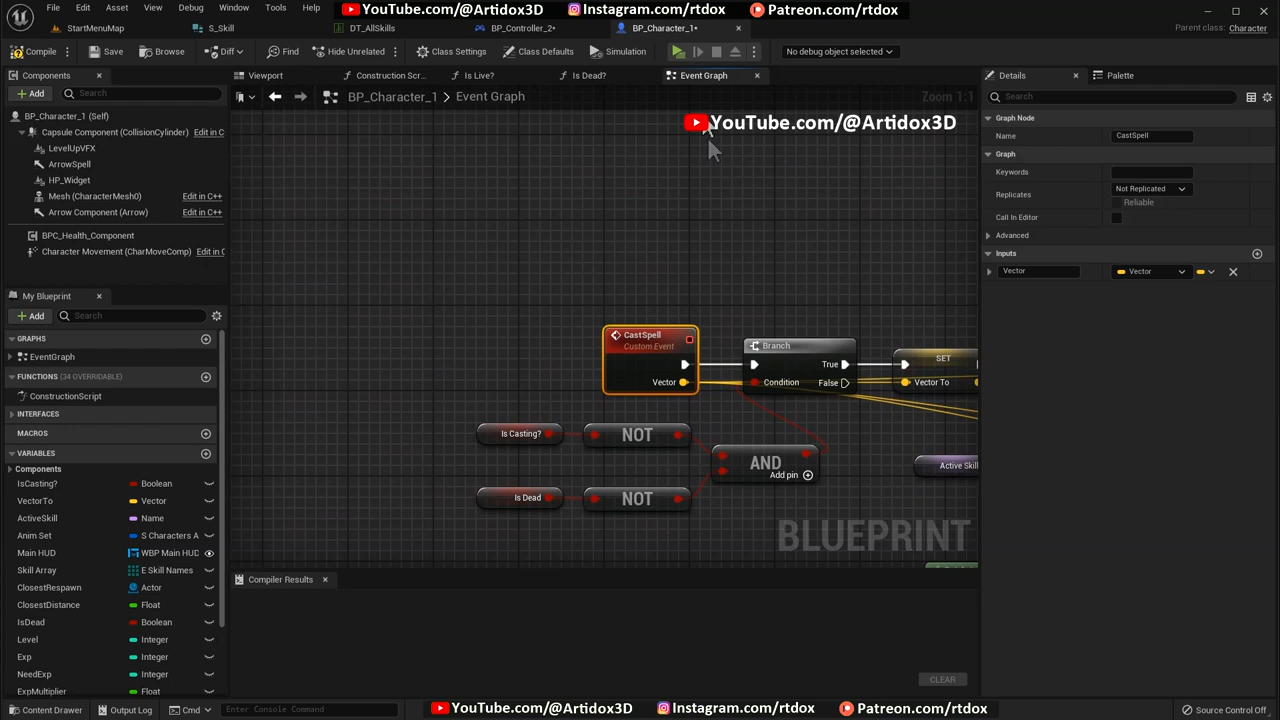 File Edit Asset View Debug Window Tools Help
YouTube.com/@Artidox3D Instagram.com/rtdox Patreon.com/rtdox
StartMenuMap S_Skill DT_AllSkills BP_Controller_2* BP_Character_1*
Parent class: Character
Compile Save Browse Diff Find Hide Unrelated Class Settings Class Defaults Simulation No debug object selected
Components
Add Search
BP_Character_1 (Self)
Capsule Component (CollisionCylinder) Edit in C
LevelUpVFX
ArrowSpell
HP_Widget
Mesh (CharacterMesh0) Edit in C++
Arrow Component (Arrow) Edit in C++
BPC_Health_Component
Character Movement (CharMoveComp) Edit in C
My Blueprint
Add Search
GRAPHS
EventGraph
FUNCTIONS (34 OVERRIDABLE)
ConstructionScript
INTERFACES
MACROS
VARIABLES
Components
IsCasting? Boolean
VectorTo Vector
ActiveSkill Name
Anim Set S Characters A
Main HUD WBP Main HUD
Skill Array E Skill Names
ClosestRespawn Actor
ClosestDistance Float
IsDead Boolean
Level Integer
Exp Integer
NeedExp Integer
ExpMultiplier Float
Viewport Construction Scr... Is Live? Is Dead? Event Graph
BP_Character_1 > Event Graph
Zoom 1:1
YouTube.com/@Artidox3D
CastSpell
Custom Event
Vector
Branch
True
Condition False
SET
Vector To
Is Casting? NOT
AND
Add pin
Is Dead NOT
Active Skil
BLUEPRINT
Compiler Results
CLEAR
Details Palette
Search
Graph Node
Name CastSpell
Graph
Keywords
Replicates Not Replicated
Reliable
Call In Editor
Advanced
Inputs
Vector Vector
Content Drawer Output Log Cmd Enter Console Command
YouTube.com/@Artidox3D Instagram.com/rtdox Patreon.com/rtdox
Source Control Off